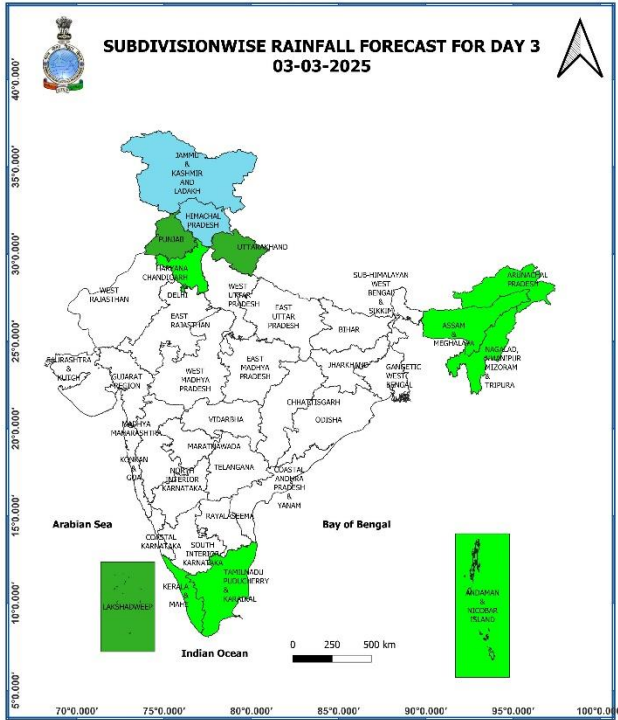 SUBDIVISIONWISE RAINFALL FORECAST FOR DAY 3
03-03-2025
40°0.000'
35°0.000'
30°0.000'
25°0.000'
20°0.000'
15°0.000'
10°0.000'
5°0.000'
JAMMU
&
KASHMIR
AND
LADAKH
HIMACHAL
PRADESH
PUNJAB
UTTARAKHAND
HARYANA
CHANDIGARH
&
DELHI
WEST
RAJASTHAN
WEST
UTTAR
PRADESH
SUB-HIMALAYAN
WEST
BENGAL
&
SIKKIM
ARUNACHAL
PRADESH
EAST
RAJASTHAN
EAST
UTTAR
PRADESH
BIHAR
ASSAM
&
MEGHALAYA
NAGALAD
MANIPUR
MIZORAM
&
TRIPURA
SAURASHTRA
&
KUTCH
GUJARAT
REGION
WEST
MADHYA
PRADESH
EAST
MADHYA
PRADESH
JHARKHAND
GANGETIC
WEST
BENGAL
CHHATTISGARH
ODISHA
VIDARBHA
MADHYA
MAHARASHTRA
MARATHWADA
KONKAN
&
GOA
NORTH
INTERIOR
KARNATAKA
TELANGANA
COASTAL
ANDHRA
PRADESH
&
YANAM
RAYALASEEMA
Arabian Sea
Bay of Bengal
COASTAL
KARNATAKA
SOUTH
INTERIOR
KARNATAKA
TAMILNADU
PUDUCHERRY
&
KARAIKAL
KERALA
&
MAHE
LAKSHADWEEP
ANDAMAN
&
NICOBAR
ISLAND
Indian Ocean
0 250 500 km
70°0.000' 75°0.000' 80°0.000' 85°0.000' 90°0.000' 95°0.000' 100°0.000'